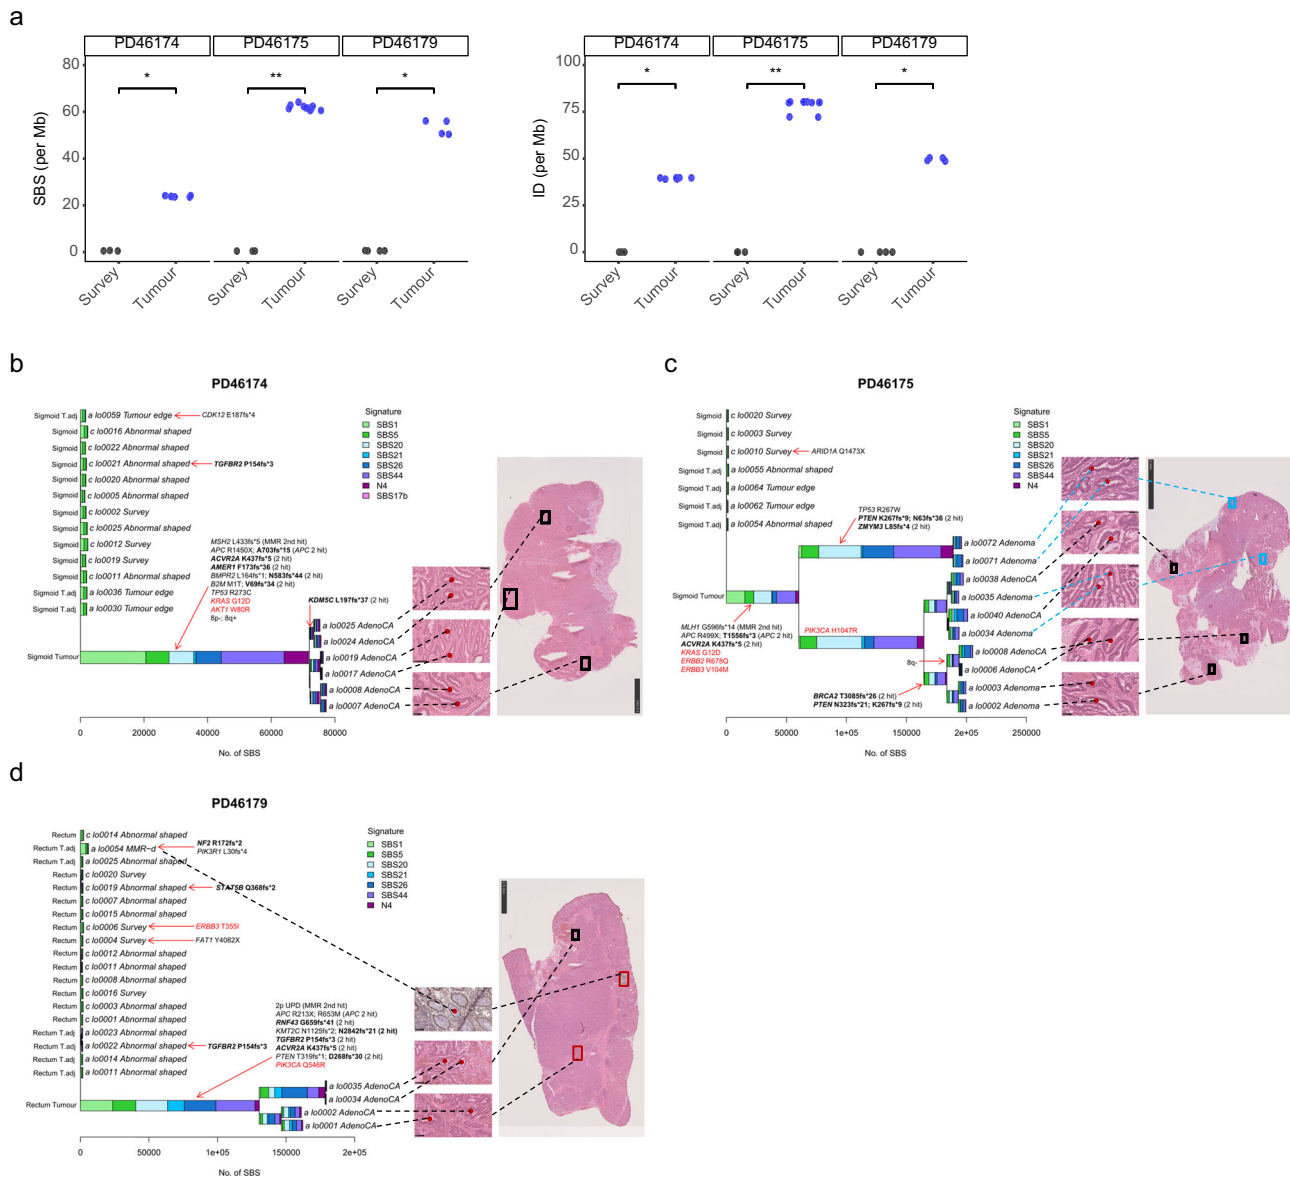 a
PD46174
PD46175
PD46179
SBS (per Mb)
80
60
40
20
0
*
**
*
Survey
Tumour
Survey
Tumour
Survey
Tumour
PD46174
PD46175
PD46179
ID (per Mb)
100
75
50
25
0
*
**
*
Survey
Tumour
Survey
Tumour
Survey
Tumour
b
PD46174
Sigmoid T.adj a lo0059 Tumour edge CDK12 E187fs*4
Sigmoid c lo0016 Abnormal shaped
Sigmoid c lo0022 Abnormal shaped
Sigmoid c lo0021 Abnormal shaped TGFBR2 P154fs*3
Sigmoid c lo0020 Abnormal shaped
Sigmoid c lo0005 Abnormal shaped
Sigmoid c lo0002 Survey
Sigmoid c lo0025 Abnormal shaped
Sigmoid c lo0012 Survey
Sigmoid c lo0019 Survey
Sigmoid c lo0011 Abnormal shaped
Sigmoid T.adj a lo0036 Tumour edge
Sigmoid T.adj a lo0030 Tumour edge
MSH2 L433fs*5 (MMR 2nd hit)
APC R1450X; A703fs*15 (APC 2 hit)
ACVR2A K437fs*5 (2 hit)
AMER1 F173fs*36 (2 hit)
BMPR2 L164fs*1; N583fs*44 (2 hit)
B2M M1T; V69fs*34 (2 hit)
TP53 R273C
KRAS G12D
AKT1 W80R
8p-; 8q+
KDM5C L197fs*37 (2 hit)
Sigmoid Tumour
a lo0025 AdenoCA
a lo0024 AdenoCA
a lo0019 AdenoCA
a lo0017 AdenoCA
a lo0008 AdenoCA
a lo0007 AdenoCA
Signature
SBS1
SBS5
SBS20
SBS21
SBS26
SBS44
N4
SBS17b
0
20000
40000
60000
80000
No. of SBS
c
PD46175
Sigmoid c lo0020 Survey
Sigmoid c lo0003 Survey
Sigmoid c lo0010 Survey ARID1A Q1473X
Sigmoid T.adj a lo0055 Abnormal shaped
Sigmoid T.adj a lo0064 Tumour edge
Sigmoid T.adj a lo0062 Tumour edge
Sigmoid T.adj a lo0054 Abnormal shaped
TP53 R267W
PTEN K267fs*9; N63fs*36 (2 hit)
ZMYM3 L85fs*4 (2 hit)
Sigmoid Tumour
MLH1 G596fs*14 (MMR 2nd hit)
APC R499X; T1556fs*3 (APC 2 hit)
ACVR2A K437fs*5 (2 hit)
KRAS G12D
ERBB2 R678Q
ERBB3 V104M
PIK3CA H1047R
8q-
BRCA2 T3085fs*26 (2 hit)
PTEN N323fs*21; K267fs*9 (2 hit)
a lo0072 Adenoma
a lo0071 Adenoma
a lo0038 AdenoCA
a lo0035 Adenoma
a lo0040 AdenoCA
a lo0034 Adenoma
a lo0008 AdenoCA
a lo0006 AdenoCA
a lo0003 Adenoma
a lo0002 Adenoma
Signature
SBS1
SBS5
SBS20
SBS21
SBS26
SBS44
N4
0
50000
1e+05
150000
2e+05
250000
No. of SBS
d
PD46179
Rectum c lo0014 Abnormal shaped
Rectum T.adj a lo0054 MMR-d
NF2 R172fs*2
PIK3R1 L30fs*4
Rectum T.adj a lo0025 Abnormal shaped
Rectum c lo0020 Survey
Rectum c lo0019 Abnormal shaped STAT5B Q368fs*2
Rectum c lo0007 Abnormal shaped
Rectum c lo0015 Abnormal shaped
Rectum c lo0006 Survey ERBB3 T355I
Rectum c lo0004 Survey FAT1 Y4082X
Rectum c lo0012 Abnormal shaped
Rectum c lo0011 Abnormal shaped
Rectum c lo0008 Abnormal shaped
Rectum c lo0016 Survey
Rectum c lo0003 Abnormal shaped
Rectum c lo0001 Abnormal shaped
Rectum T.adj a lo0023 Abnormal shaped
Rectum T.adj a lo0022 Abnormal shaped TGFBR2 P154fs*3
Rectum T.adj a lo0014 Abnormal shaped
Rectum T.adj a lo0011 Abnormal shaped
2p UPD (MMR 2nd hit)
APC R213X; R653M (APC 2 hit)
RNF43 G659fs*41 (2 hit)
KMT2C N1125fs*2; N2842fs*21 (2 hit)
TGFBR2 P154fs*3 (2 hit)
ACVR2A K437fs*5 (2 hit)
PTEN T319fs*1; D268fs*30 (2 hit)
PIK3CA Q546R
Rectum Tumour
a lo0035 AdenoCA
a lo0034 AdenoCA
a lo0002 AdenoCA
a lo0001 AdenoCA
Signature
SBS1
SBS5
SBS20
SBS21
SBS26
SBS44
N4
0
50000
1e+05
150000
2e+05
No. of SBS